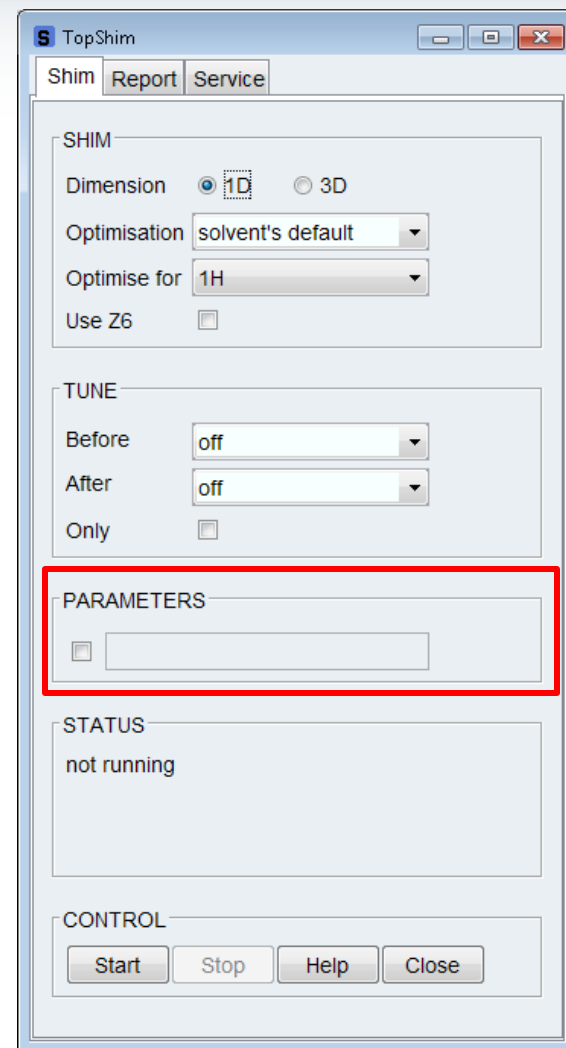 S TopShim
Shim Report Service
SHIM
Dimension 1D 3D
Optimisation solvent's default
Optimise for 1H
Use Z6
TUNE
Before off
After off
Only
PARAMETERS
STATUS
not running
CONTROL
Start Stop Help Close